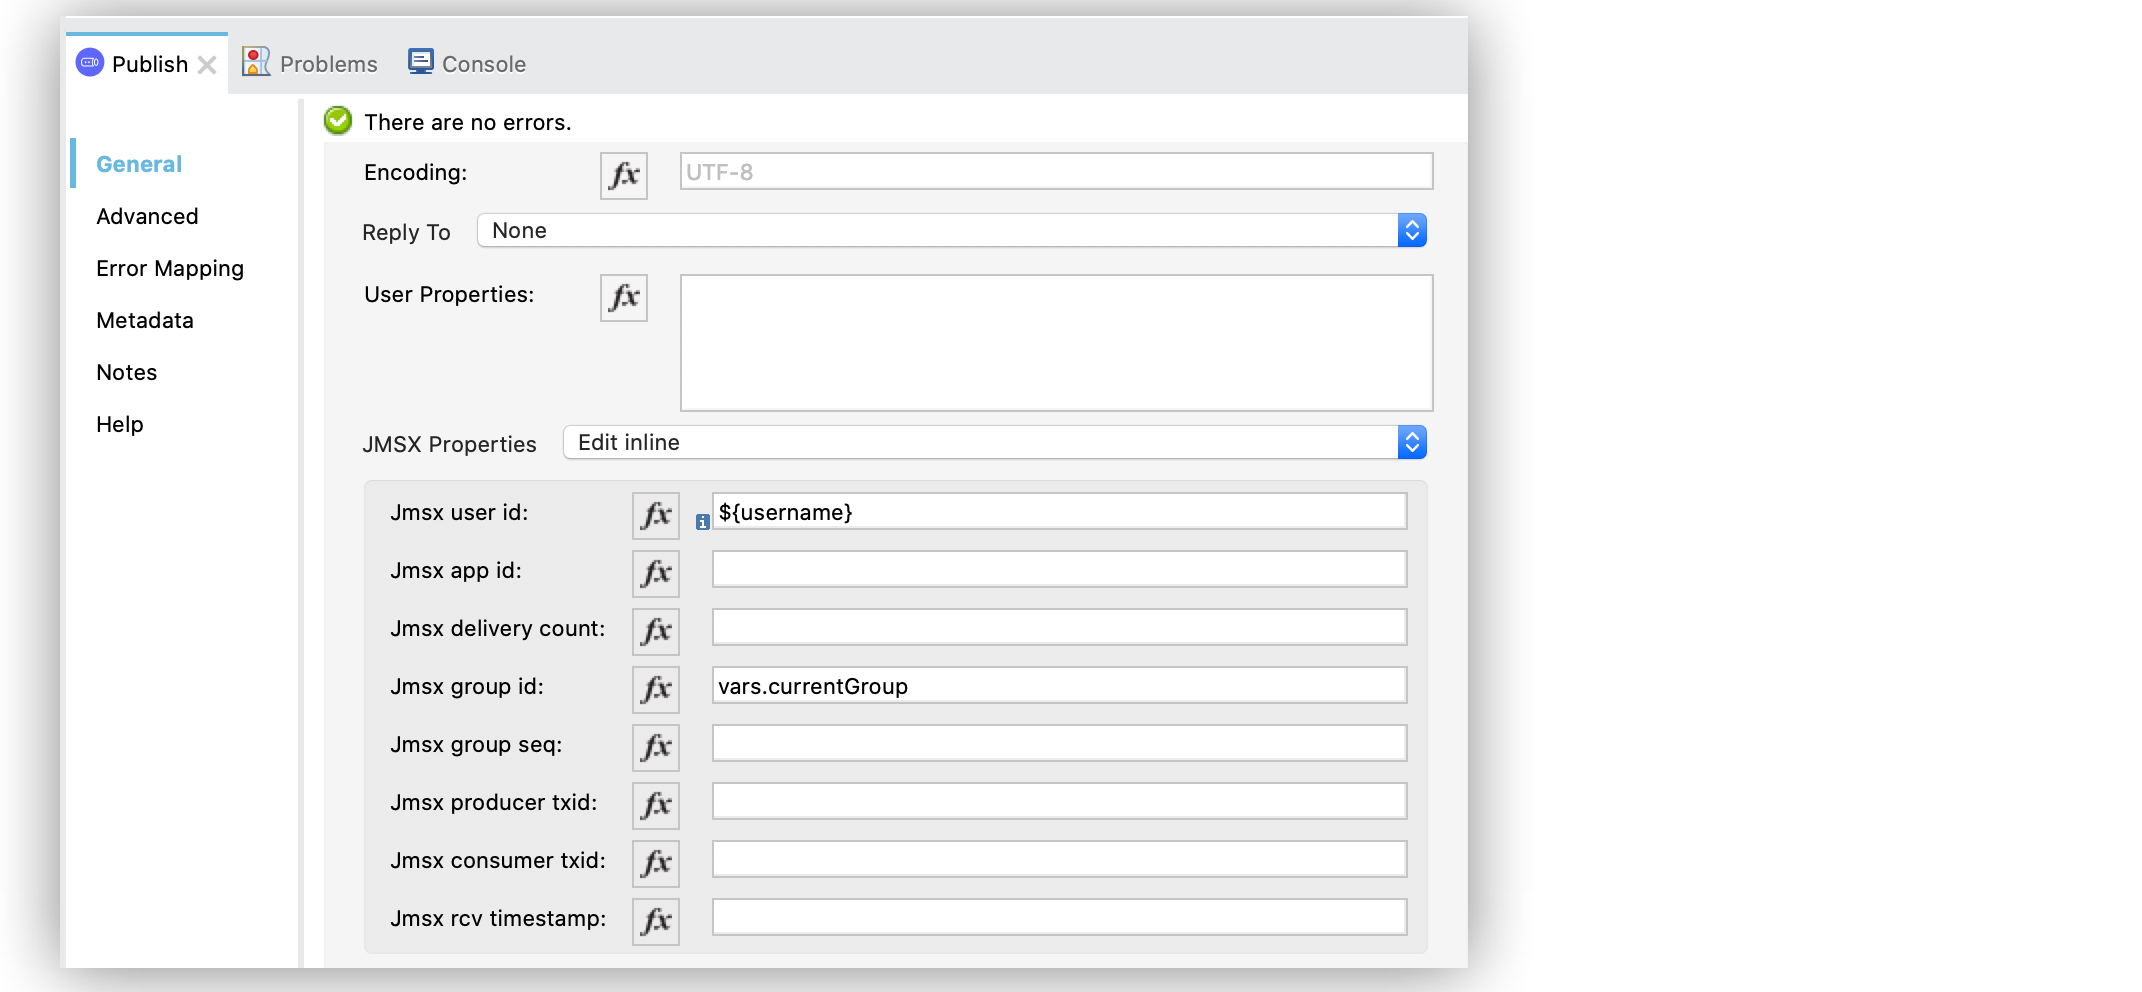 Publish Problems Console
There are no errors.
General
Advanced
Error Mapping
Metadata
Notes
Help
Encoding: fx UTF-8
Reply To None
User Properties: fx
JMSX Properties Edit inline
Jmsx user id: fx ${username}
Jmsx app id: fx
Jmsx delivery count: fx
Jmsx group id: fx vars.currentGroup
Jmsx group seq: fx
Jmsx producer txid: fx
Jmsx consumer txid: fx
Jmsx rcv timestamp: fx